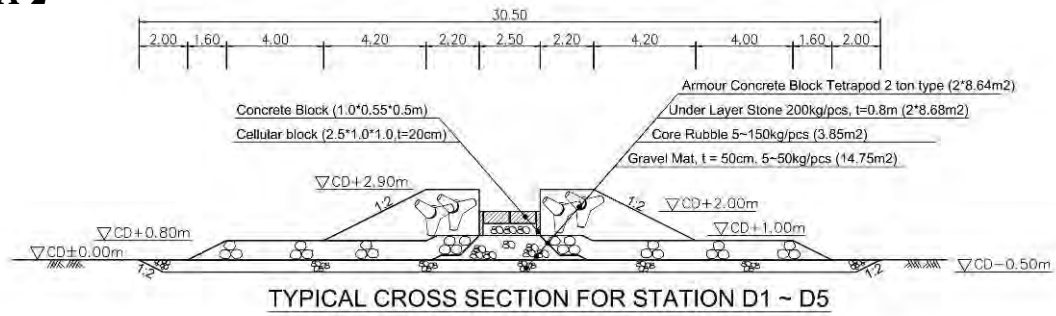 30.50
2.00 1.60 4.00 4.20 2.20 2.50 2.20 4.20 4.00 1.60 2.00
Armour Concrete Block Tetrapod 2 ton type (2*8.64m2)
Concrete Block (1.0*0.55*0.5m)
Under Layer Stone 200kg/pcs, t=0.8m (2*8.68m2)
Cellular block (2.5*1.0*1.0,t=20cm)
Core Rubble 5~150kg/pcs (3.85m2)
Gravel Mat, t = 50cm, 5~50kg/pcs (14.75m2)
▽CD+2.90m
1:2
1:2
▽CD+2.00m
▽CD+0.80m
▽CD+1.00m
▽CD±0.00m
1:2
1:2
▽CD-0.50m
TYPICAL CROSS SECTION FOR STATION D1 ~ D5